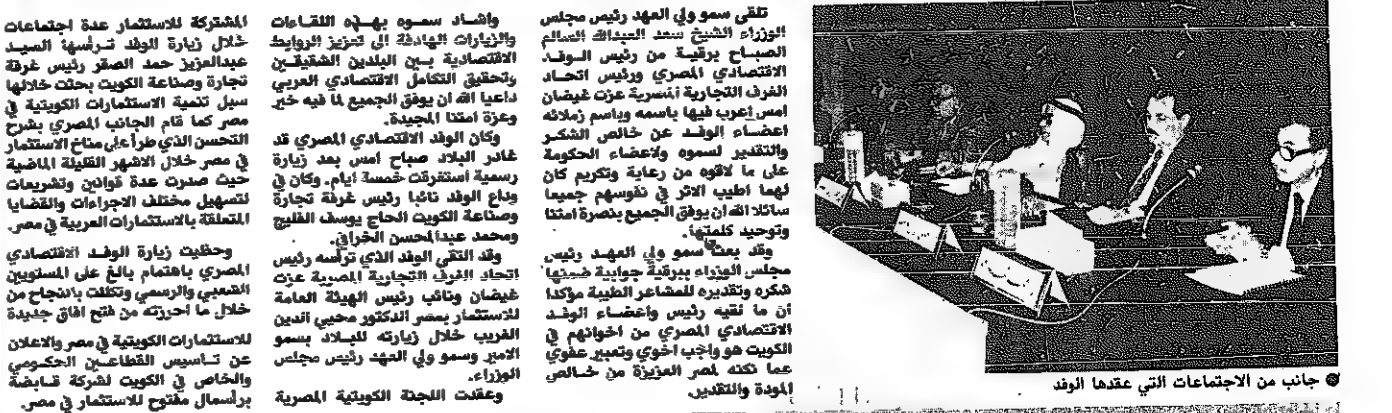 تلقى سمو ولي العهد رئيس مجلس
الوزراء الشيخ سعد العبدالله السالم
الصباح برقية من رئيس الوفد
الاقتصادي المصري ورئيس اتحاد
الغرف التجارية المصرية عزت غيضان
امس اعرب فيها باسمه وباسم زملائه
اعضاء الوفد عن خالص الشكر
والتقدير لسموه ولاعضاء الحكومة
على ما لاقوه من رعاية وتكريم كان
لهما اطيب الاثر في نفوسهم جميعا
سائلا الله ان يوفق الجميع بنصرة امتنا
وتوحيد كلمتها.
وقد بعث سمو ولي العهد رئيس
مجلس الوزراء ببرقية جوابية ضمنها
شكره وتقديره للمشاعر الطيبة مؤكدا
أن ما لقيه رئيس واعضاء الوفد
الاقتصادي المصري من اخوانهم في
الكويت هو واجب اخوي وتعبير عفوي
عما نكنه لمصر العزيزة من خالص
المودة والتقدير.
واشاد سموه بهذه اللقاءات
والزيارات الهادفة الى تعزيز الروابط
الاقتصادية بين البلدين الشقيقين
وتحقيق التكامل الاقتصادي العربي
داعيا الله ان يوفق الجميع لما فيه خير
وعزة امتنا المجيدة.
وكان الوفد الاقتصادي المصري قد
غادر البلاد صباح امس بعد زيارة
رسمية استغرقت خمسة ايام. وكان في
وداع الوفد نائبا رئيس غرفة تجارة
وصناعة الكويت الحاج يوسف الفليج
ومحمد عبدالمحسن الخرافي.
وقد التقى الوفد الذي ترأسه رئيس
اتحاد الغرف التجارية المصرية عزت
غيضان ونائب رئيس الهيئة العامة
للاستثمار بمصر الدكتور محيي الدين
الغريب خلال زيارته للبلاد بسمو
الامير وسمو ولي العهد رئيس مجلس
الوزراء.
وعقدت اللجنة الكويتية المصرية
المشتركة للاستثمار عدة اجتماعات
خلال زيارة الوفد ترأسها السيد
عبدالعزيز حمد الصقر رئيس غرفة
تجارة وصناعة الكويت بحثت خلالها
سبل تنمية الاستثمارات الكويتية في
مصر كما قام الجانب المصري بشرح
التحسن الذي طرأ على مناخ الاستثمار
في مصر خلال الاشهر القليلة الماضية
حيث صدرت عدة قوانين وتشريعات
لتسهيل مختلف الاجراءات والقضايا
المتعلقة بالاستثمارات العربية في مصر.
وحظيت زيارة الوفد الاقتصادي
المصري باهتمام بالغ على المستويين
الشعبي والرسمي وتكللت بالنجاح من
خلال ما احرزته من فتح افاق جديدة
للاستثمارات الكويتية في مصر والاعلان
عن تأسيس القطاعين الحكومي
والخاص في الكويت لشركة قابضة
برأسمال مفتوح للاستثمار في مصر.
جانب من الاجتماعات التي عقدها الوفد